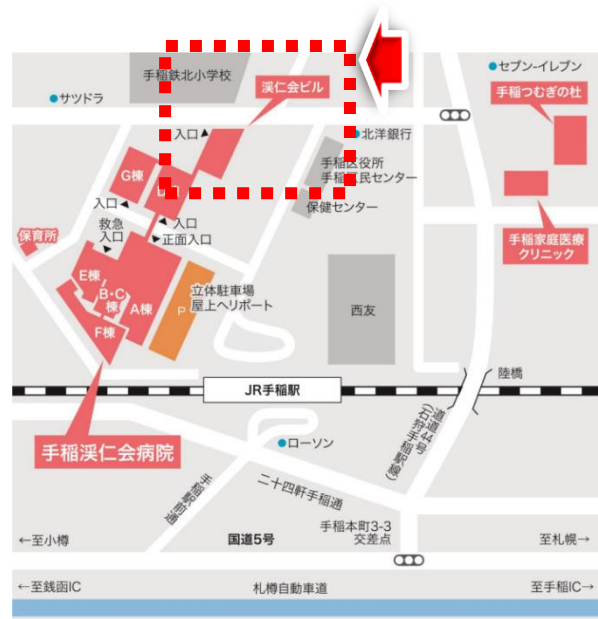 手稲鉄北小学校
セブン-イレブン
渓仁会ビル
手稲つむぎの杜
サツドラ
入口
北洋銀行
手稲区役所
手稲区民センター
G棟
入口
保健センター
救急
入口
入口
正面入口
保育所
手稲家庭医療
クリニック
E棟
B・C
棟
A棟
F棟
P
立体駐車場
屋上ヘリポート
西友
陸橋
JR手稲駅
道道44号
(石狩手稲駅線)
手稲渓仁会病院
ローソン
手稲駅前通
二十四軒手稲通
←至小樽
国道5号
手稲本町3-3
交差点
至札幌→
←至銭函IC
札樽自動車道
至手稲IC→